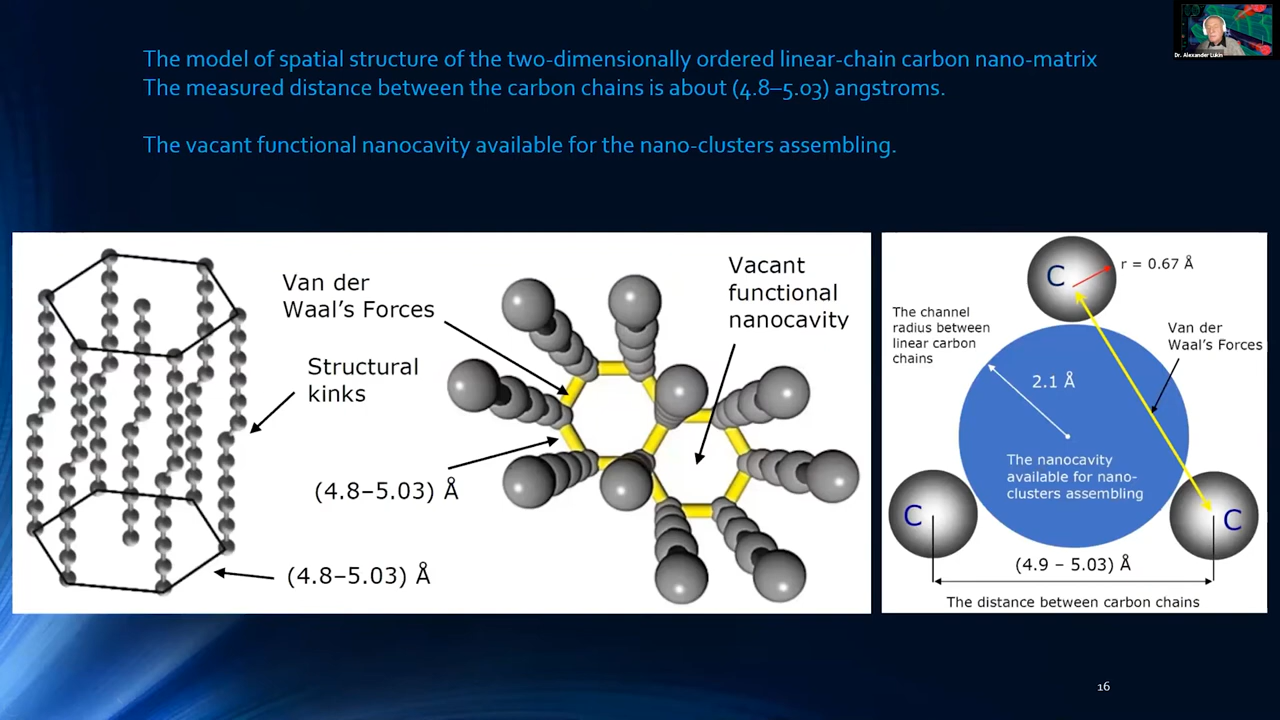 The model of spatial structure of the two-dimensionally ordered linear-chain carbon nano-matrix
The measured distance between the carbon chains is about (4.8–5.03) angstroms.
The vacant functional nanocavity available for the nano-clusters assembling.
Van der
Waal's Forces
Structural
kinks
(4.8–5.03) Å
(4.8–5.03) Å
Vacant
functional
nanocavity
C
r = 0.67 Å
The channel
radius between
linear carbon
chains
Van der
Waal's Forces
2.1 Å
The nanocavity
available for nano-
clusters assembling
C
C
(4.9 – 5.03) Å
The distance between carbon chains
16
Dr. Alexander Lukin